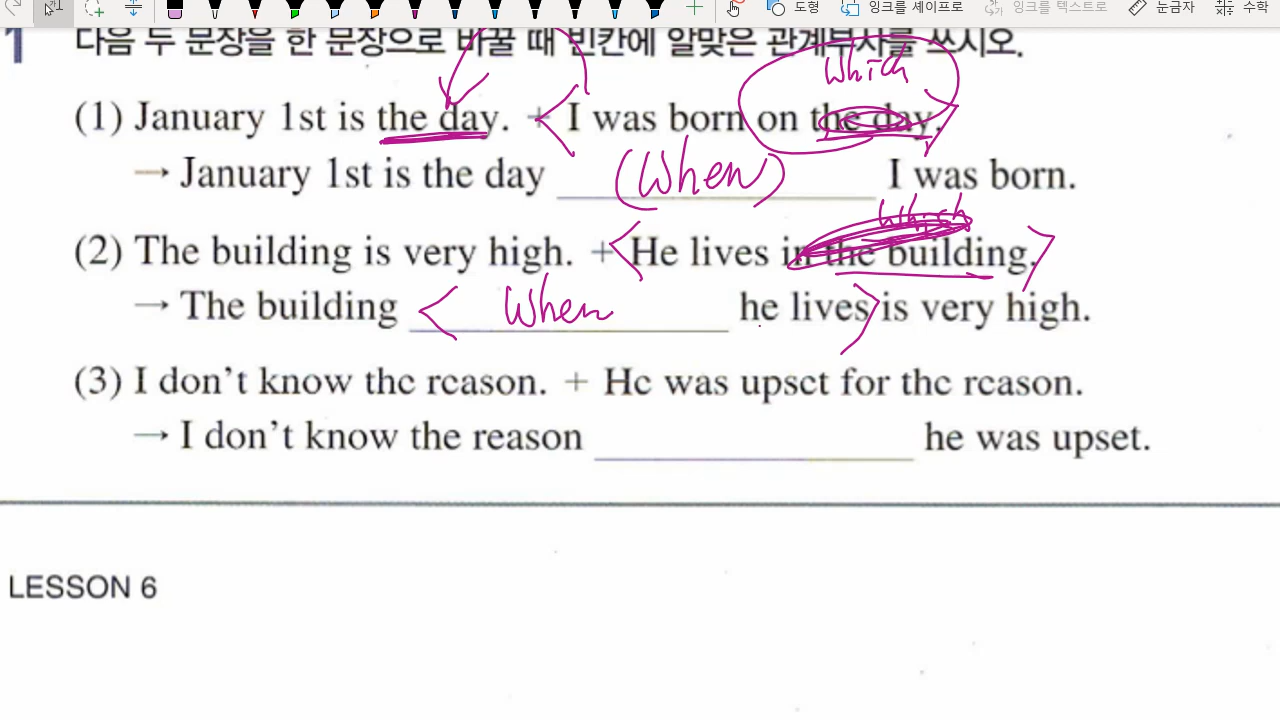 도형 잉크를 셰이프로 잉크를 텍스트로 눈금자 수학
1 다음 두 문장을 한 문장으로 바꿀 때 빈칸에 알맞은 관계부사를 쓰시오.
which
(1) January 1st is the day. + I was born on the day.
→ January 1st is the day (when) I was born.
which
(2) The building is very high. + He lives in the building.
→ The building when he lives is very high.
(3) I don't know the reason. + He was upset for the reason.
→ I don't know the reason he was upset.
LESSON 6